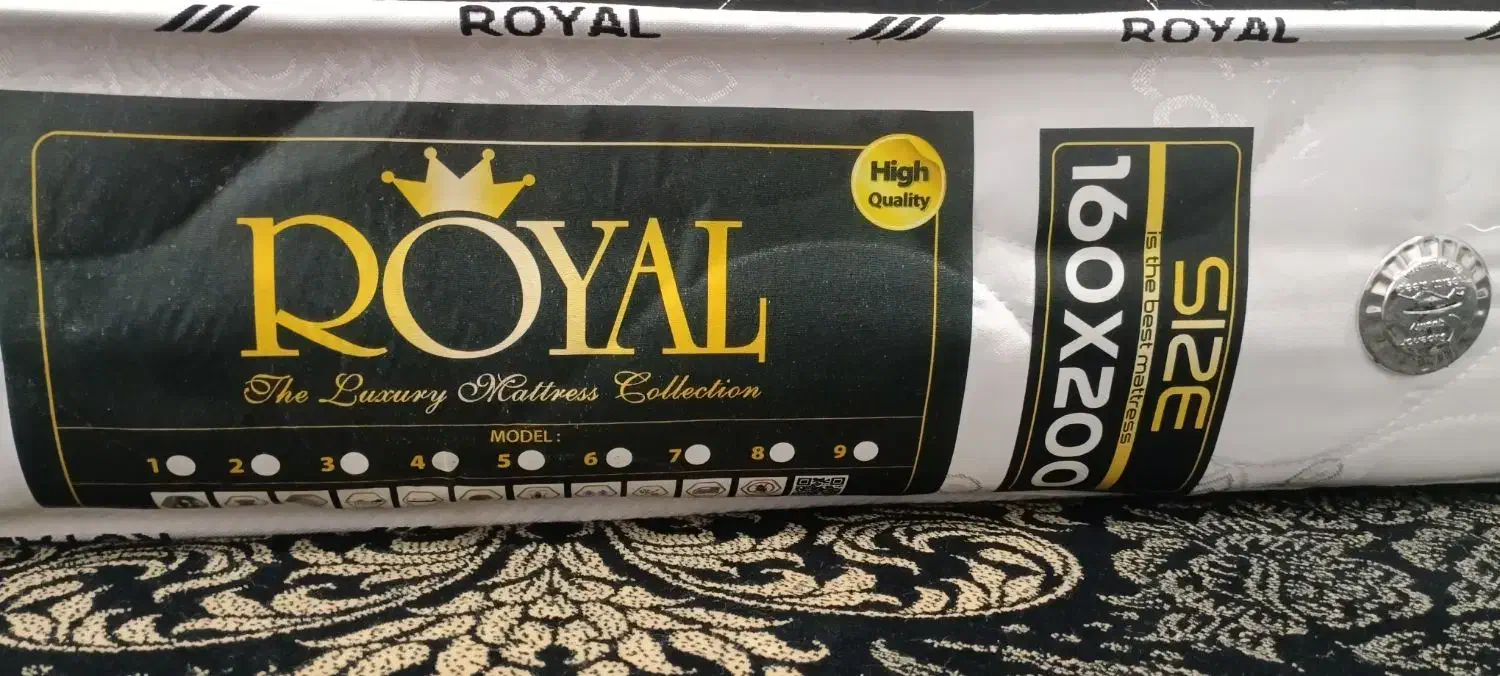 ROYAL
ROYAL
High
Quality
ROYAL
The Luxury Mattress Collection
MODEL :
1 2 3 4 5 6 7 8 9
SIZE
is the best mattress
160X200